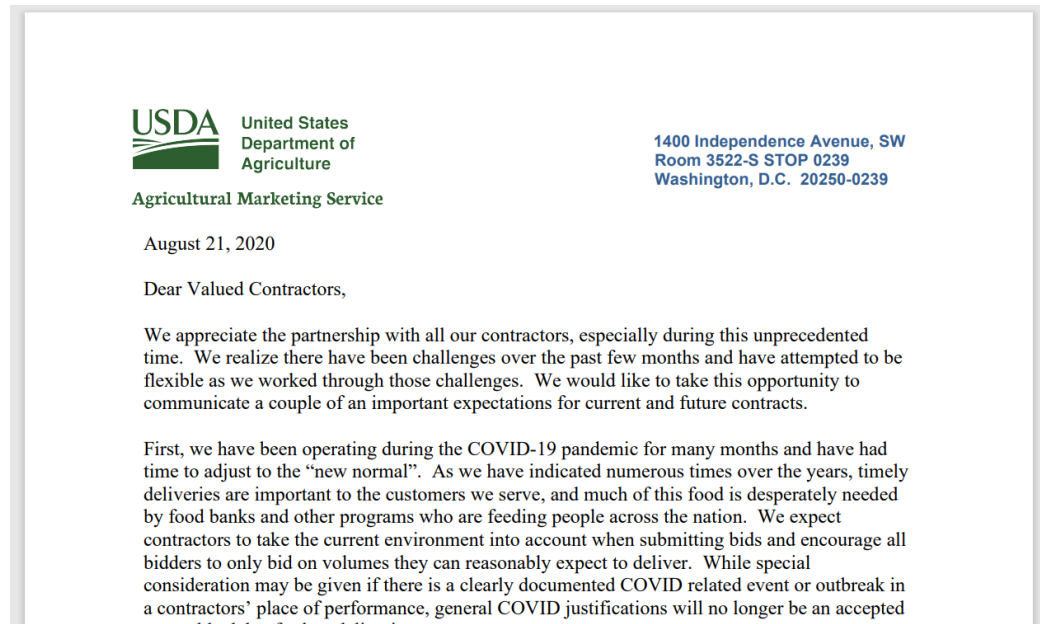 USDA
United States
Department of
Agriculture
Agricultural Marketing Service
1400 Independence Avenue, SW
Room 3522-S STOP 0239
Washington, D.C.  20250-0239
August 21, 2020
Dear Valued Contractors,
We appreciate the partnership with all our contractors, especially during this unprecedented
time.  We realize there have been challenges over the past few months and have attempted to be
flexible as we worked through those challenges.  We would like to take this opportunity to
communicate a couple of an important expectations for current and future contracts.
First, we have been operating during the COVID-19 pandemic for many months and have had
time to adjust to the “new normal”.  As we have indicated numerous times over the years, timely
deliveries are important to the customers we serve, and much of this food is desperately needed
by food banks and other programs who are feeding people across the nation.  We expect
contractors to take the current environment into account when submitting bids and encourage all
bidders to only bid on volumes they can reasonably expect to deliver.  While special
consideration may be given if there is a clearly documented COVID related event or outbreak in
a contractors’ place of performance, general COVID justifications will no longer be an accepted